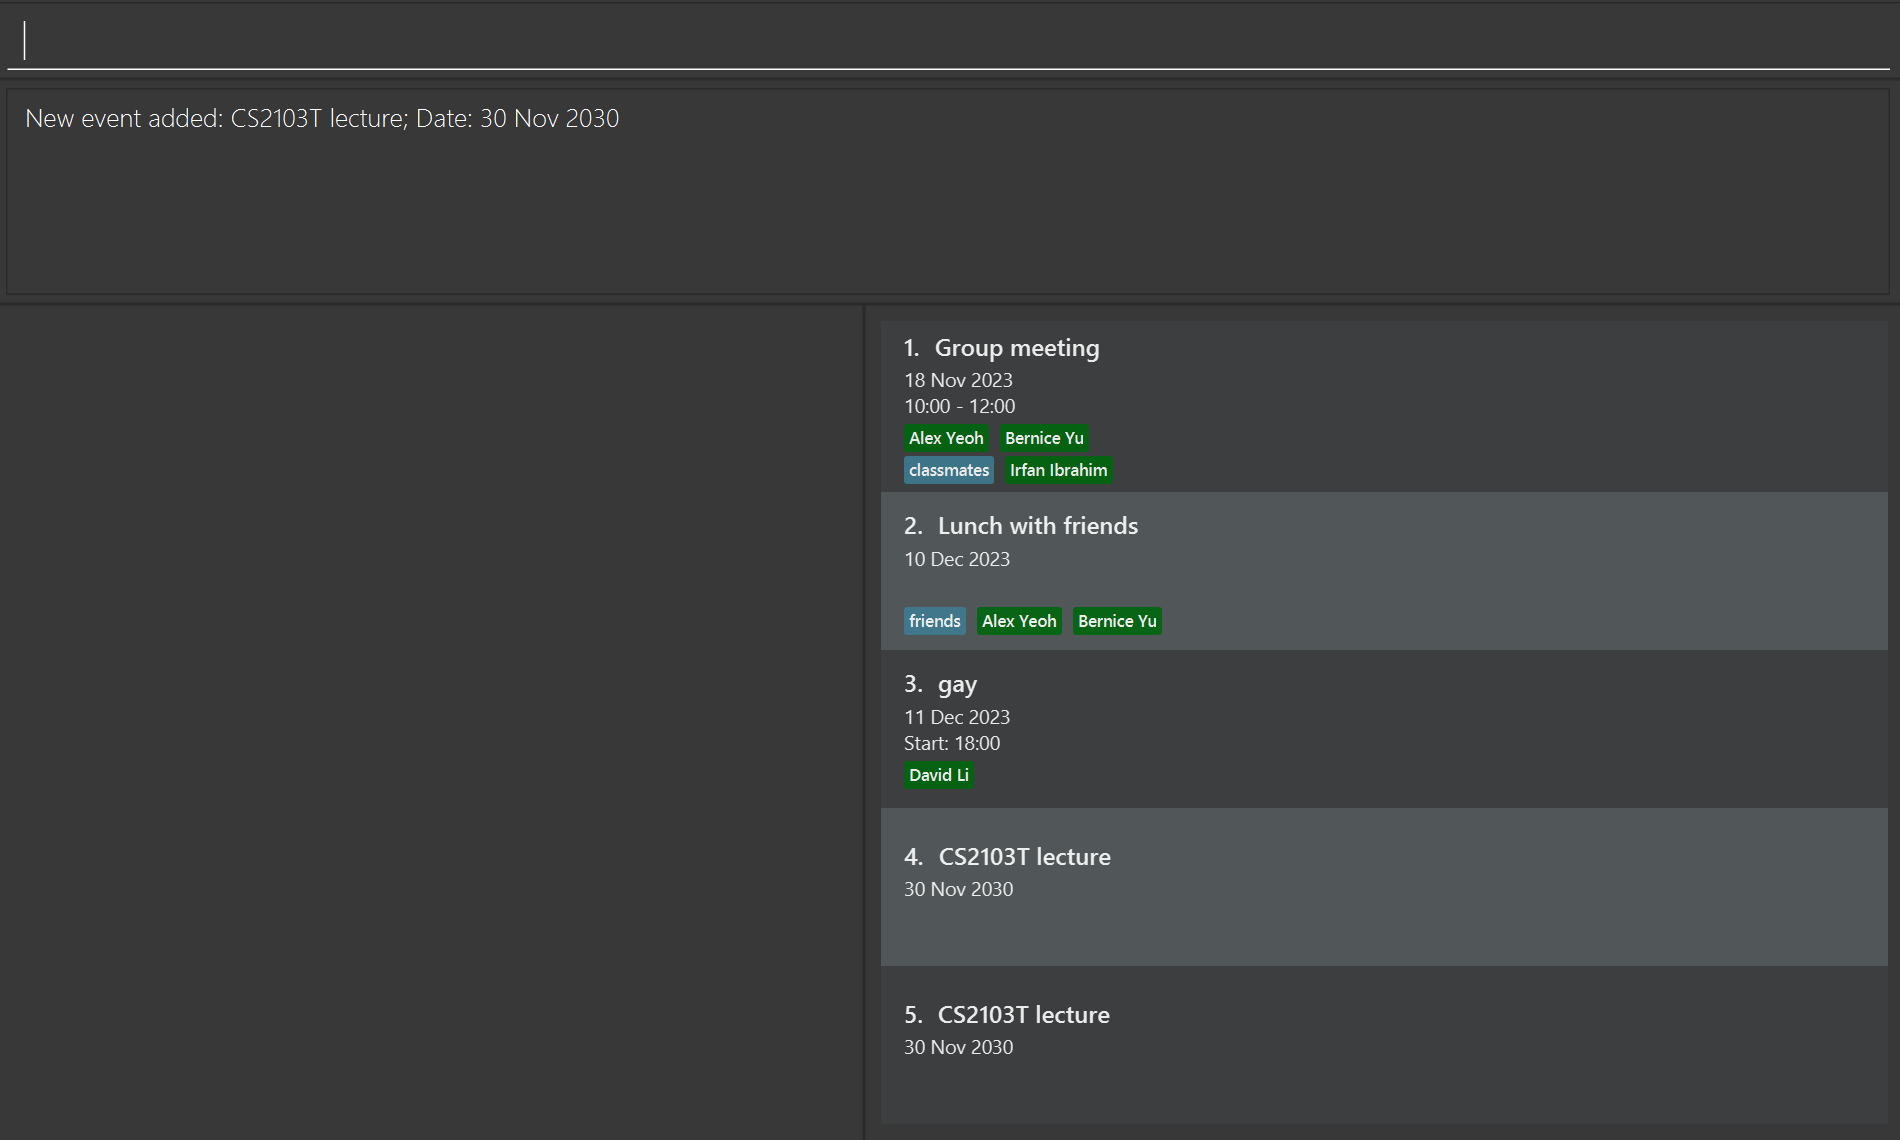 New event added: CS2103T lecture; Date: 30 Nov 2030
1. Group meeting
18 Nov 2023
10:00 - 12:00
Alex Yeoh Bernice Yu
classmates Irfan Ibrahim
2. Lunch with friends
10 Dec 2023
friends Alex Yeoh Bernice Yu
3. gay
11 Dec 2023
Start: 18:00
David Li
4. CS2103T lecture
30 Nov 2030
5. CS2103T lecture
30 Nov 2030